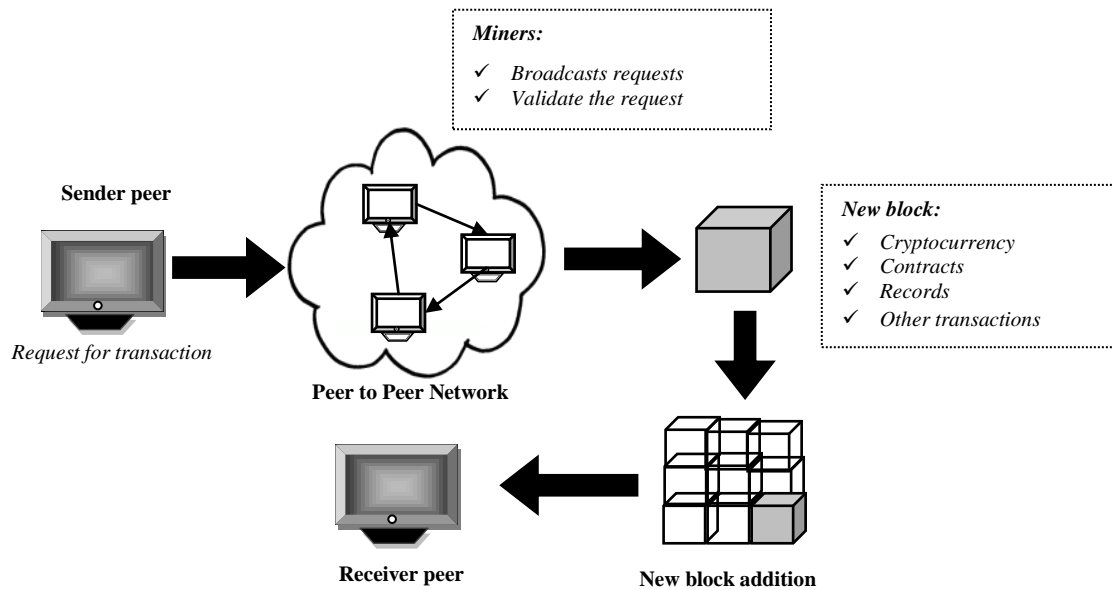 Miners:
✓ Broadcasts requests
✓ Validate the request
Sender peer
Request for transaction
Peer to Peer Network
New block:
✓ Cryptocurrency
✓ Contracts
✓ Records
✓ Other transactions
Receiver peer
New block addition